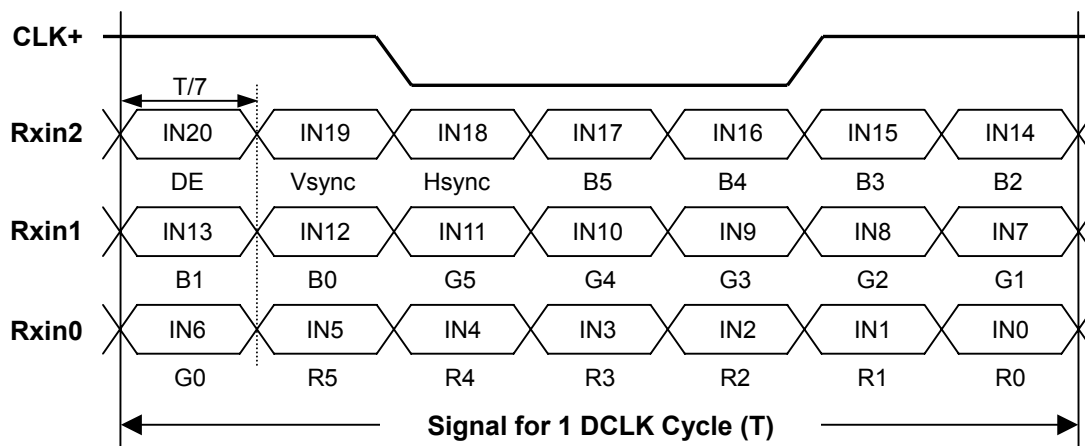 CLK+
T/7
Rxin2 IN20 IN19 IN18 IN17 IN16 IN15 IN14
DE Vsync Hsync B5 B4 B3 B2
Rxin1 IN13 IN12 IN11 IN10 IN9 IN8 IN7
B1 B0 G5 G4 G3 G2 G1
Rxin0 IN6 IN5 IN4 IN3 IN2 IN1 IN0
G0 R5 R4 R3 R2 R1 R0
Signal for 1 DCLK Cycle (T)